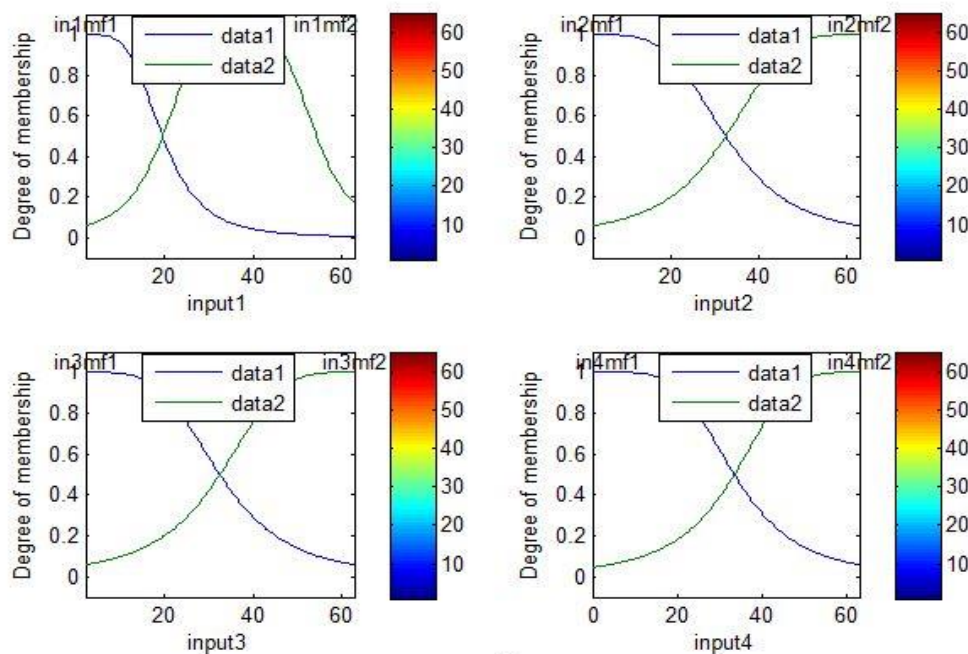 in1mf1 in1mf2
data1
data2
1
0.8
0.6
0.4
0.2
0
Degree of membership
20 40 60
input1
60
50
40
30
20
10
in2mf1 in2mf2
data1
data2
1
0.8
0.6
0.4
0.2
0
Degree of membership
20 40 60
input2
60
50
40
30
20
10
in3mf1 in3mf2
data1
data2
1
0.8
0.6
0.4
0.2
0
Degree of membership
20 40 60
input3
60
50
40
30
20
10
in4mf1 in4mf2
data1
data2
1
0.8
0.6
0.4
0.2
0
Degree of membership
0 20 40 60
input4
60
50
40
30
20
10